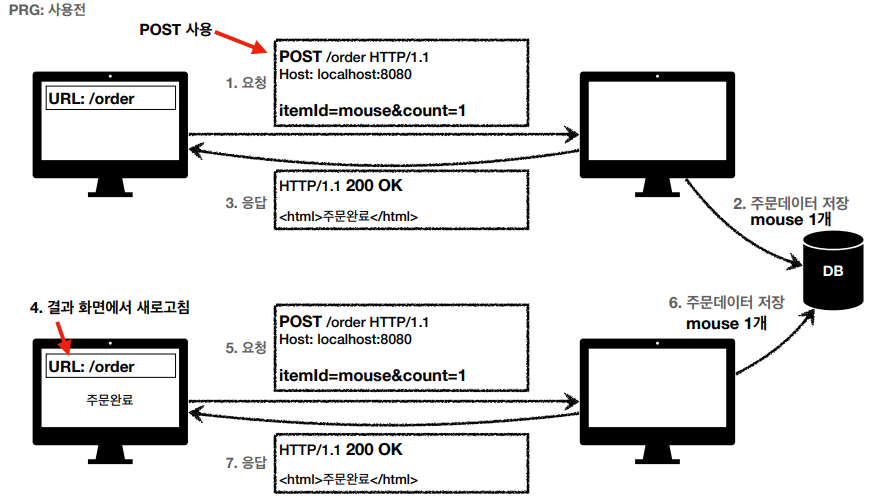 PRG: 사용전
POST 사용
POST /order HTTP/1.1
Host: localhost:8080
1. 요청
itemId=mouse&count=1
URL: /order
HTTP/1.1 200 OK
3. 응답
<html>주문완료</html>
2. 주문데이터 저장
mouse 1개
DB
4. 결과 화면에서 새로고침
6. 주문데이터 저장
mouse 1개
POST /order HTTP/1.1
Host: localhost:8080
5. 요청
itemId=mouse&count=1
URL: /order
주문완료
HTTP/1.1 200 OK
7. 응답
<html>주문완료</html>